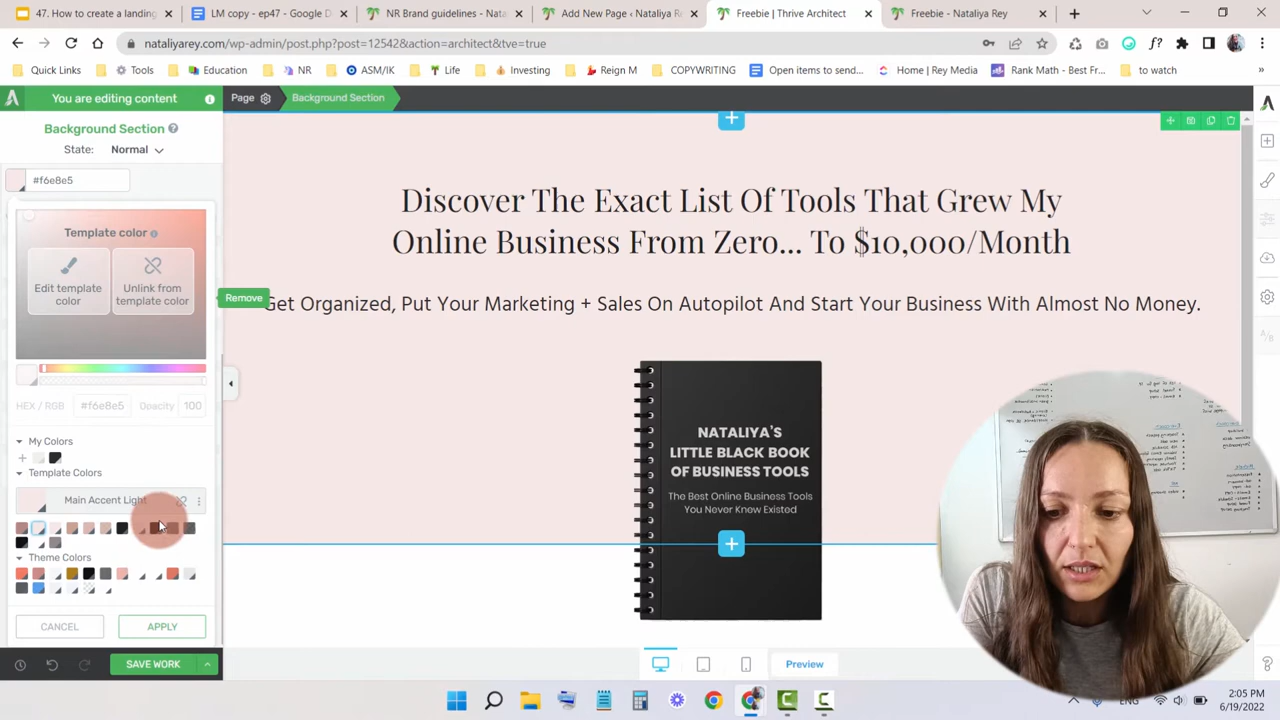 47. How to create a landing
LM copy - ep47 - Google D
NR Brand guidelines - Nata
Add New Page - Nataliya R
Freebie | Thrive Architect
Freebie - Nataliya Rey
nataliyarey.com/wp-admin/post.php?post=12542&action=architect&tve=true
Quick Links
Tools
Education
NR
ASM/IK
Life
Investing
Reign M
COPYWRITING
Open items to send...
Home | Rey Media
Rank Math - Best Fr...
to watch
You are editing content
Page
Background Section
Background Section
State: Normal
#f6e8e5
Template color
Edit template color
Unlink from template color
Remove
HEX / RGB
#f6e8e5
Opacity
100
My Colors
Template Colors
Main Accent Light
Theme Colors
CANCEL
APPLY
SAVE WORK
Discover The Exact List Of Tools That Grew My
Online Business From Zero... To $10,000/Month
Get Organized, Put Your Marketing + Sales On Autopilot And Start Your Business With Almost No Money.
NATALIYA'S
LITTLE BLACK BOOK
OF BUSINESS TOOLS
The Best Online Business Tools
You Never Knew Existed
Preview
ENG
2:05 PM
6/19/2022